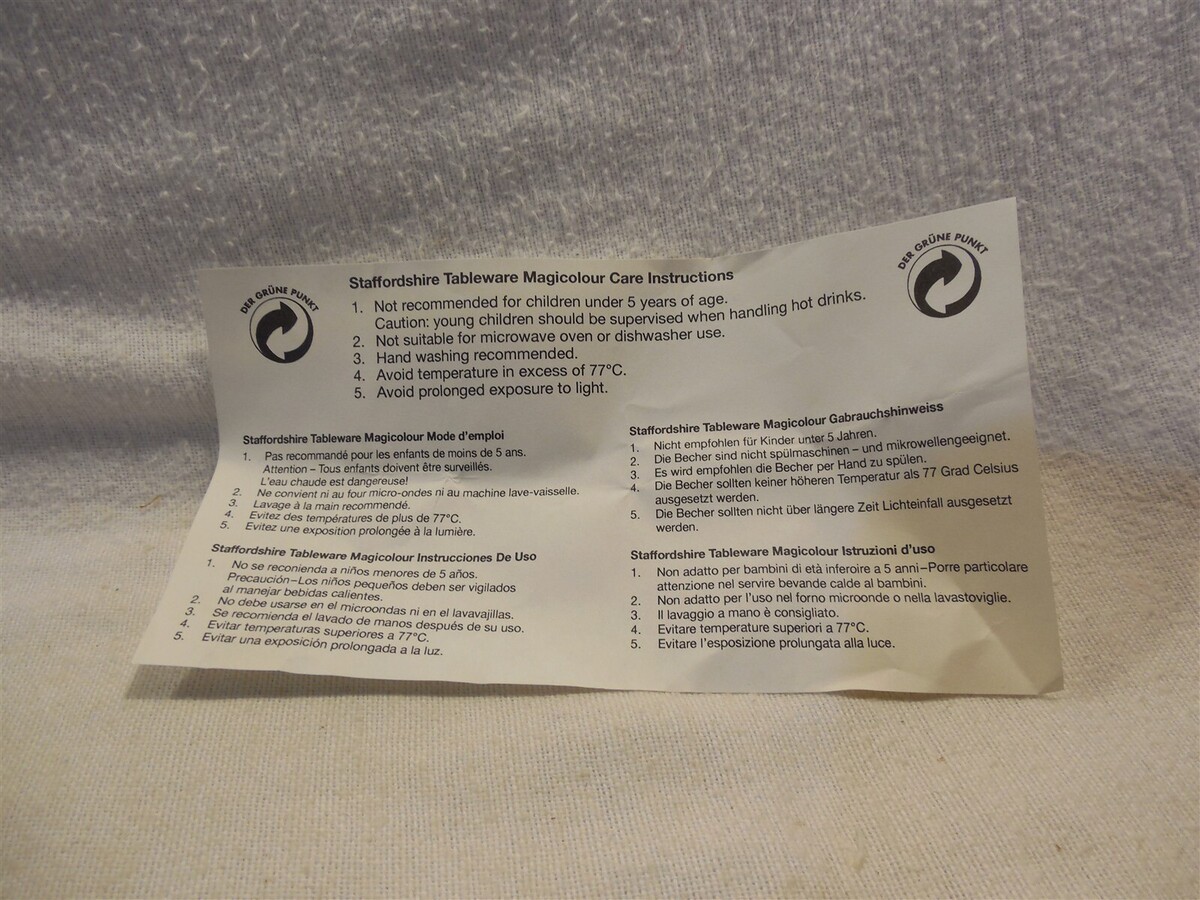 DER GRÜNE PUNKT
DER GRÜNE PUNKT
Staffordshire Tableware Magicolour Care Instructions
1. Not recommended for children under 5 years of age.
Caution: young children should be supervised when handling hot drinks.
2. Not suitable for microwave oven or dishwasher use.
3. Hand washing recommended.
4. Avoid temperature in excess of 77°C.
5. Avoid prolonged exposure to light.
Staffordshire Tableware Magicolour Mode d'emploi
1. Pas recommandé pour les enfants de moins de 5 ans.
Attention – Tous enfants doivent être surveillés.
L'eau chaude est dangereuse!
2. Ne convient ni au four micro-ondes ni au machine lave-vaisselle.
3. Lavage à la main recommendé.
4. Evitez des températures de plus de 77°C.
5. Evitez une exposition prolongée à la lumière.
Staffordshire Tableware Magicolour Instrucciones De Uso
1. No se reconienda a niños menores de 5 años.
Precaución–Los niños pequeños deben ser vigilados
al manejar bebidas calientes.
2. No debe usarse en el microondas ni en el lavavajillas.
3. Se recomienda el lavado de manos después de su uso.
4. Evitar temperaturas superiores a 77°C.
5. Evitar una exposición prolongada a la luz.
Staffordshire Tableware Magicolour Gabrauchshinweiss
1. Nicht empfohlen für Kinder unter 5 Jahren.
2. Die Becher sind nicht spülmaschinen – und mikrowellengeeignet.
3. Es wird empfohlen die Becher per Hand zu spülen.
4. Die Becher sollten keiner höheren Temperatur als 77 Grad Celsius
ausgesetzt werden.
5. Die Becher sollten nicht über längere Zeit Lichteinfall ausgesetzt
werden.
Staffordshire Tableware Magicolour Istruzioni d'uso
1. Non adatto per bambini di età inferoire a 5 anni–Porre particolare
attenzione nel servire bevande calde al bambini.
2. Non adatto per l'uso nel forno microonde o nella lavastoviglie.
3. Il lavaggio a mano è consigliato.
4. Evitare temperature superiori a 77°C.
5. Evitare l'esposizione prolungata alla luce.